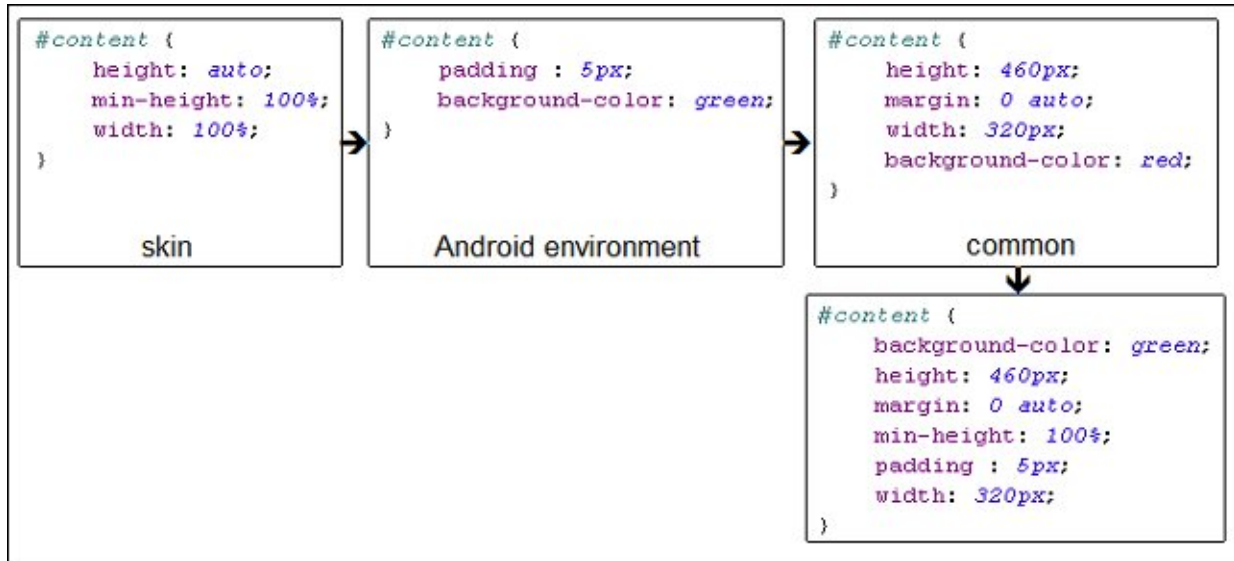 #content {
height: auto;
min-height: 100%;
width: 100%;
}
skin
#content {
padding : 5px;
background-color: green;
}
Android environment
#content {
height: 460px;
margin: 0 auto;
width: 320px;
background-color: red;
}
common
#content {
background-color: green;
height: 460px;
margin: 0 auto;
min-height: 100%;
padding : 5px;
width: 320px;
}